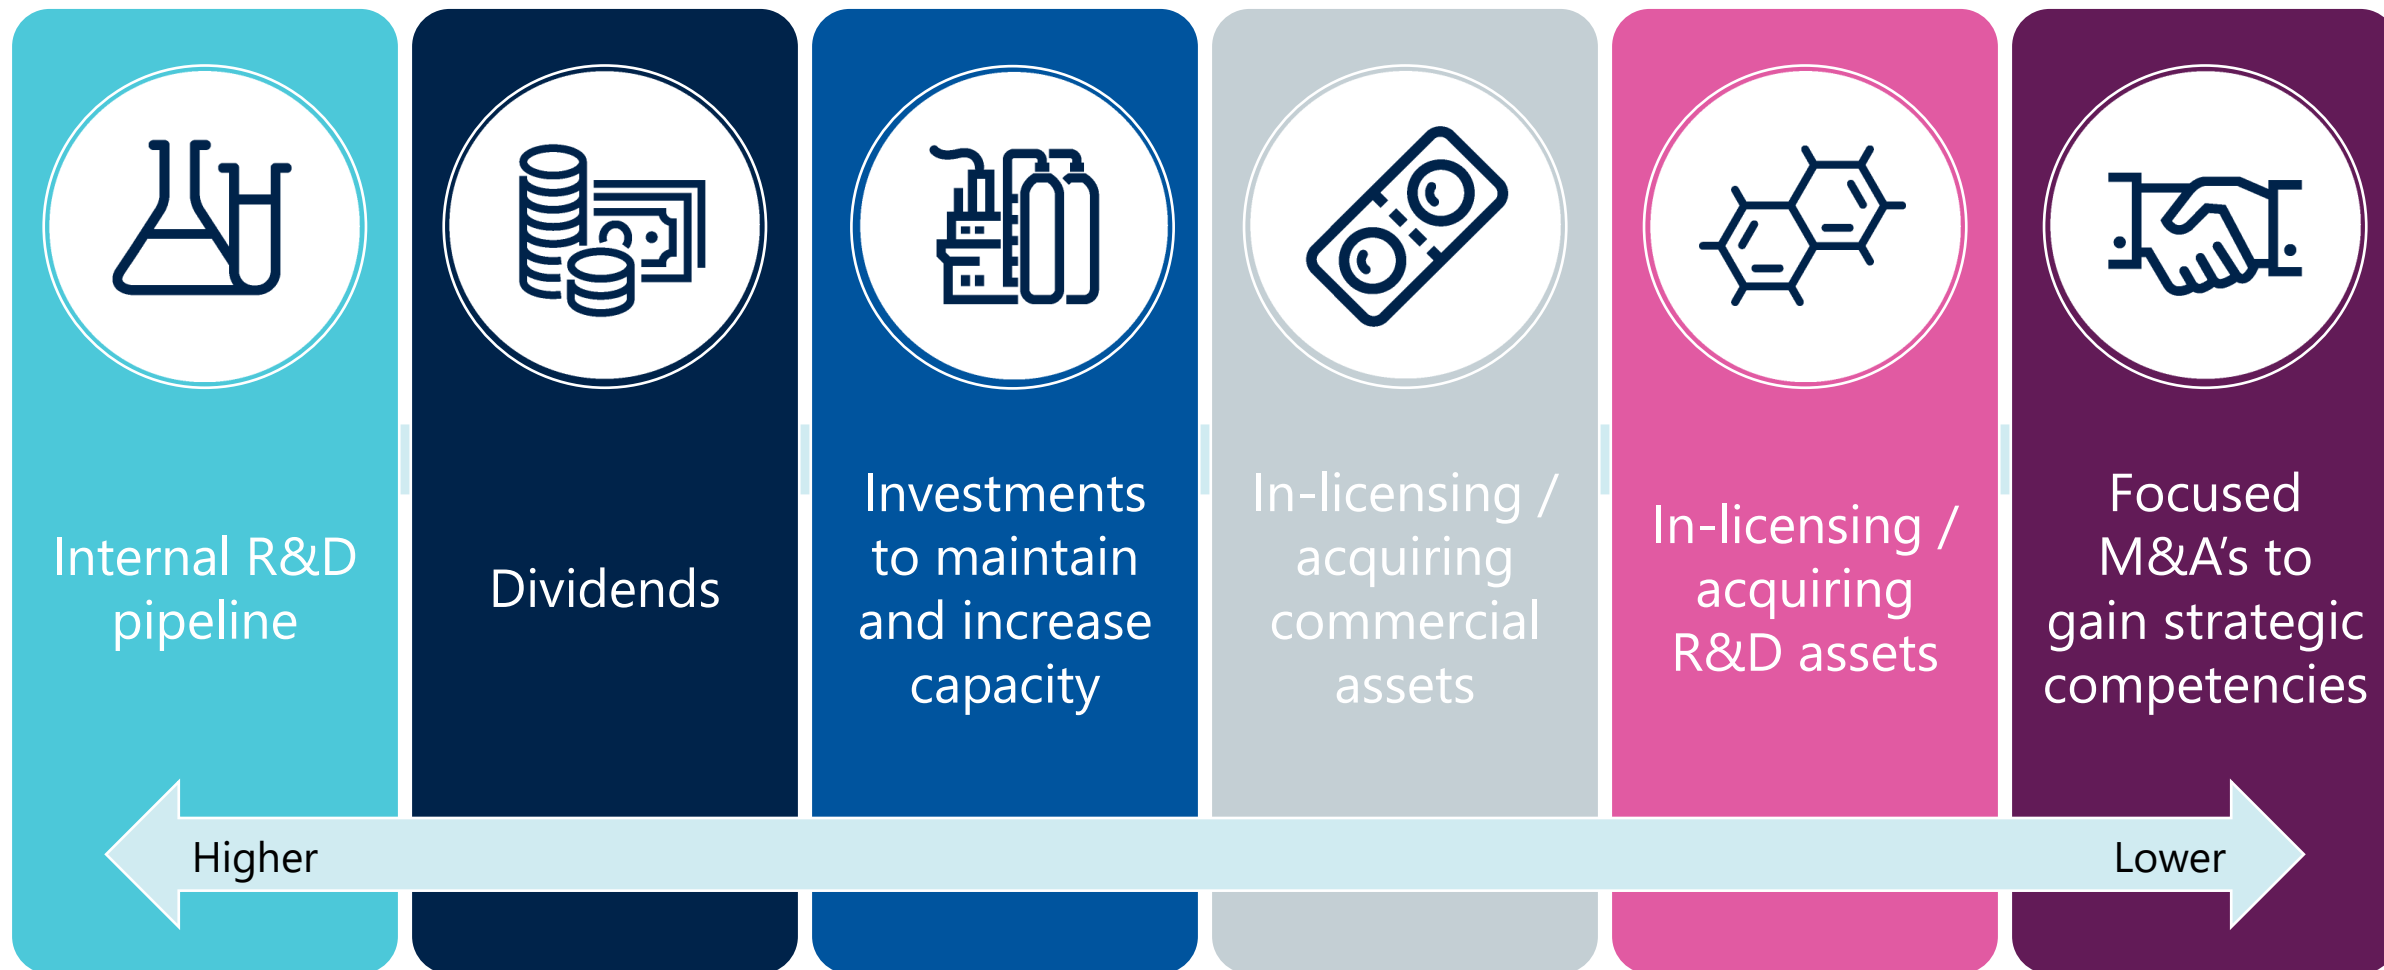 Internal R&D
pipeline
Dividends
Investments
to maintain
and increase
capacity
In-licensing /
acquiring
commercial
assets
In-licensing /
acquiring
R&D assets
Focused
M&A’s to
gain strategic
competencies
Higher
Lower